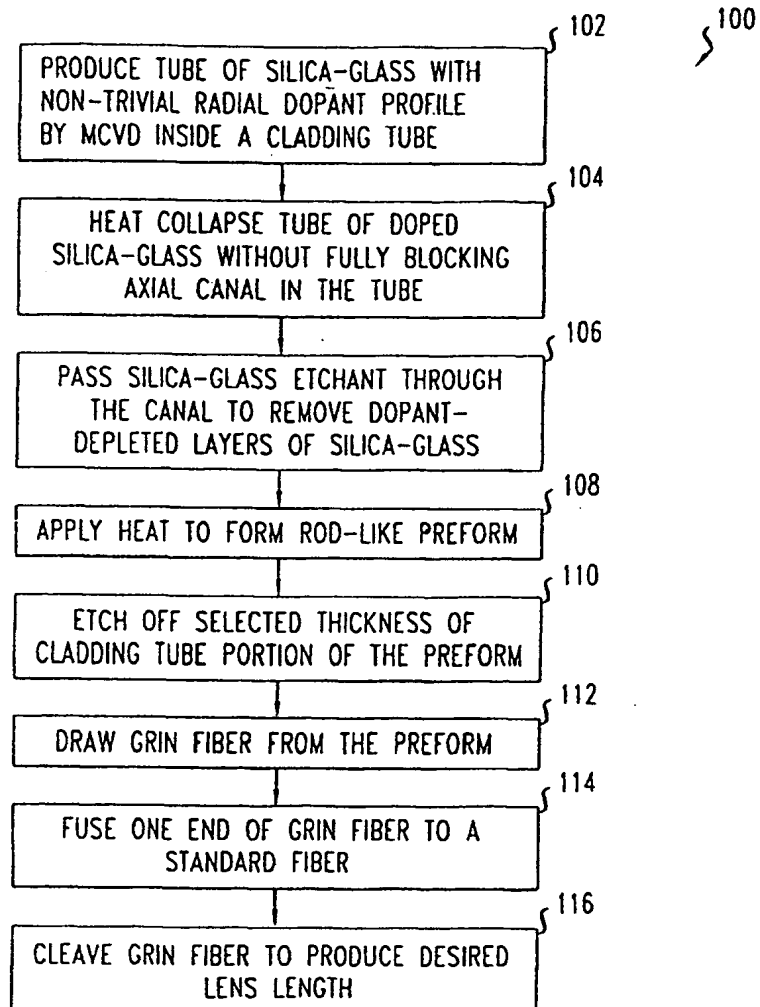 100
102
PRODUCE TUBE OF SILICA-GLASS WITH
NON-TRIVIAL RADIAL DOPANT PROFILE
BY MCVD INSIDE A CLADDING TUBE
104
HEAT COLLAPSE TUBE OF DOPED
SILICA-GLASS WITHOUT FULLY BLOCKING
AXIAL CANAL IN THE TUBE
106
PASS SILICA-GLASS ETCHANT THROUGH
THE CANAL TO REMOVE DOPANT-
DEPLETED LAYERS OF SILICA-GLASS
108
APPLY HEAT TO FORM ROD-LIKE PREFORM
110
ETCH OFF SELECTED THICKNESS OF
CLADDING TUBE PORTION OF THE PREFORM
112
DRAW GRIN FIBER FROM THE PREFORM
114
FUSE ONE END OF GRIN FIBER TO A
STANDARD FIBER
116
CLEAVE GRIN FIBER TO PRODUCE DESIRED
LENS LENGTH